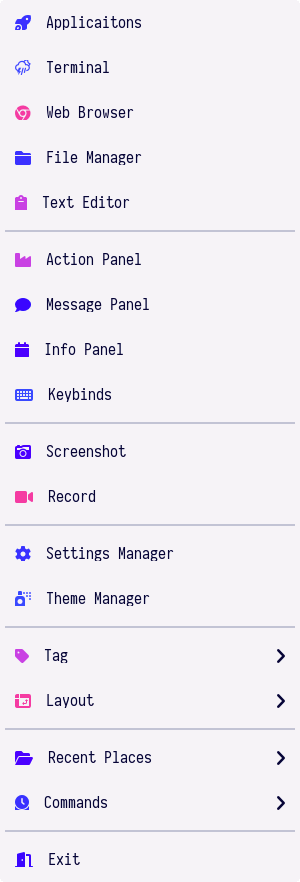 Applicaitons
Terminal
Web Browser
File Manager
Text Editor
Action Panel
Message Panel
Info Panel
Keybinds
Screenshot
Record
Settings Manager
Theme Manager
Tag
Layout
Recent Places
Commands
Exit